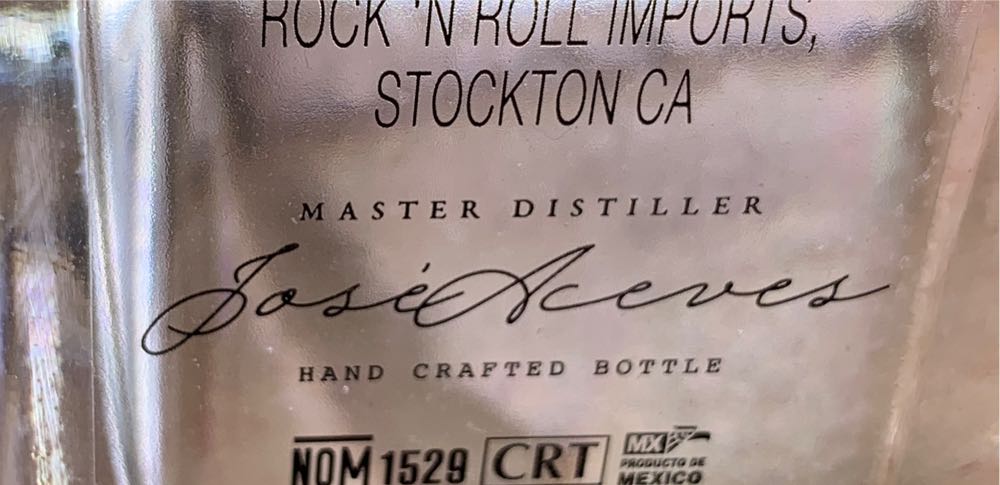 ROCK 'N ROLL IMPORTS,
STOCKTON CA
MASTER DISTILLER
José Aceves
HAND CRAFTED BOTTLE
NOM 1529 CRT MX
PRODUCTO DE
MEXICO